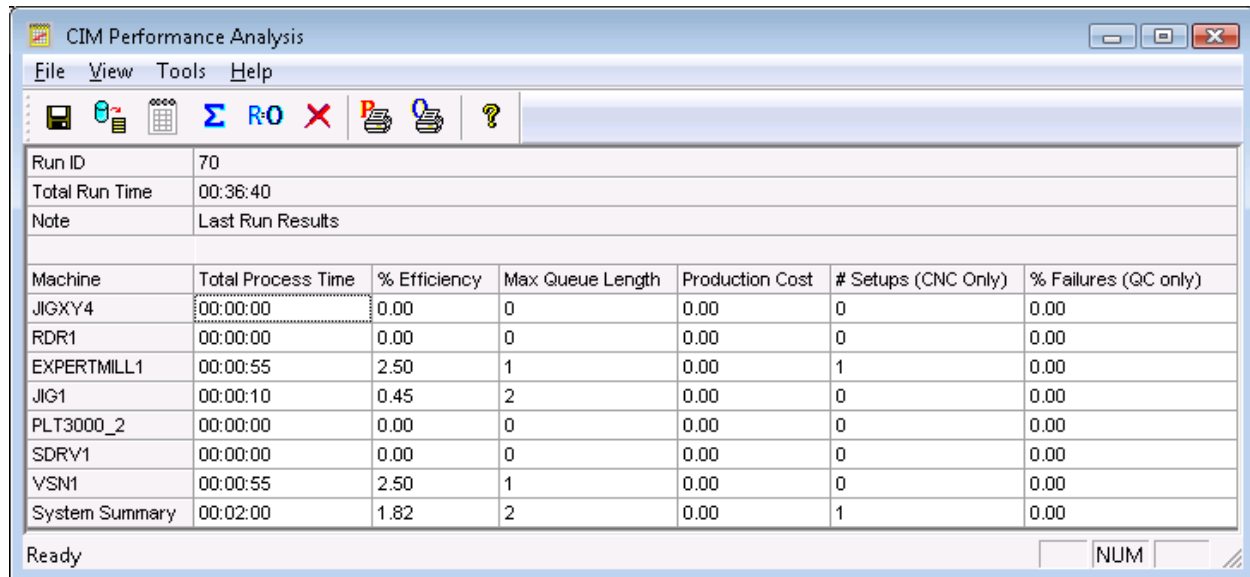 CIM Performance Analysis
File View Tools Help
Σ R:O P O ?
Run ID 70
Total Run Time 00:36:40
Note Last Run Results
Machine Total Process Time % Efficiency Max Queue Length Production Cost # Setups (CNC Only) % Failures (QC only)
JIGXY4 00:00:00 0.00 0 0.00 0 0.00
RDR1 00:00:00 0.00 0 0.00 0 0.00
EXPERTMILL1 00:00:55 2.50 1 0.00 1 0.00
JIG1 00:00:10 0.45 2 0.00 0 0.00
PLT3000_2 00:00:00 0.00 0 0.00 0 0.00
SDRV1 00:00:00 0.00 0 0.00 0 0.00
VSN1 00:00:55 2.50 1 0.00 0 0.00
System Summary 00:02:00 1.82 2 0.00 1 0.00
Ready NUM